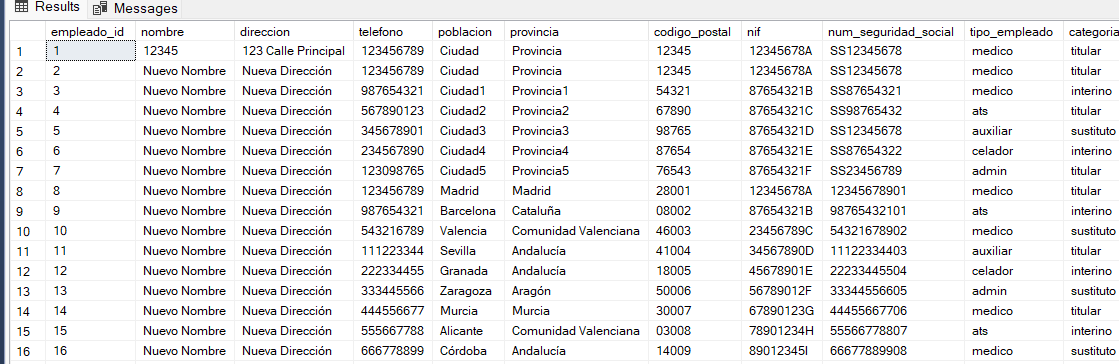 Results Messages
empleado_id nombre direccion telefono poblacion provincia codigo_postal nif num_seguridad_social tipo_empleado categoria
1 1 12345 123 Calle Principal 123456789 Ciudad Provincia 12345 12345678A SS12345678 medico titular
2 2 Nuevo Nombre Nueva Dirección 123456789 Ciudad Provincia 12345 12345678A SS12345678 medico titular
3 3 Nuevo Nombre Nueva Dirección 987654321 Ciudad1 Provincia1 54321 87654321B SS87654321 medico interino
4 4 Nuevo Nombre Nueva Dirección 567890123 Ciudad2 Provincia2 67890 87654321C SS98765432 ats titular
5 5 Nuevo Nombre Nueva Dirección 345678901 Ciudad3 Provincia3 98765 87654321D SS12345678 auxiliar sustituto
6 6 Nuevo Nombre Nueva Dirección 234567890 Ciudad4 Provincia4 87654 87654321E SS87654322 celador interino
7 7 Nuevo Nombre Nueva Dirección 123098765 Ciudad5 Provincia5 76543 87654321F SS23456789 admin titular
8 8 Nuevo Nombre Nueva Dirección 123456789 Madrid Madrid 28001 12345678A 12345678901 medico titular
9 9 Nuevo Nombre Nueva Dirección 987654321 Barcelona Cataluña 08002 87654321B 98765432101 ats interino
10 10 Nuevo Nombre Nueva Dirección 543216789 Valencia Comunidad Valenciana 46003 23456789C 54321678902 medico sustituto
11 11 Nuevo Nombre Nueva Dirección 111223344 Sevilla Andalucía 41004 34567890D 11122334403 auxiliar titular
12 12 Nuevo Nombre Nueva Dirección 222334455 Granada Andalucía 18005 45678901E 22233445504 celador interino
13 13 Nuevo Nombre Nueva Dirección 333445566 Zaragoza Aragón 50006 56789012F 33344556605 admin sustituto
14 14 Nuevo Nombre Nueva Dirección 444556677 Murcia Murcia 30007 67890123G 44455667706 medico titular
15 15 Nuevo Nombre Nueva Dirección 555667788 Alicante Comunidad Valenciana 03008 78901234H 55566778807 ats interino
16 16 Nuevo Nombre Nueva Dirección 666778899 Córdoba Andalucía 14009 89012345I 66677889908 medico sustituto